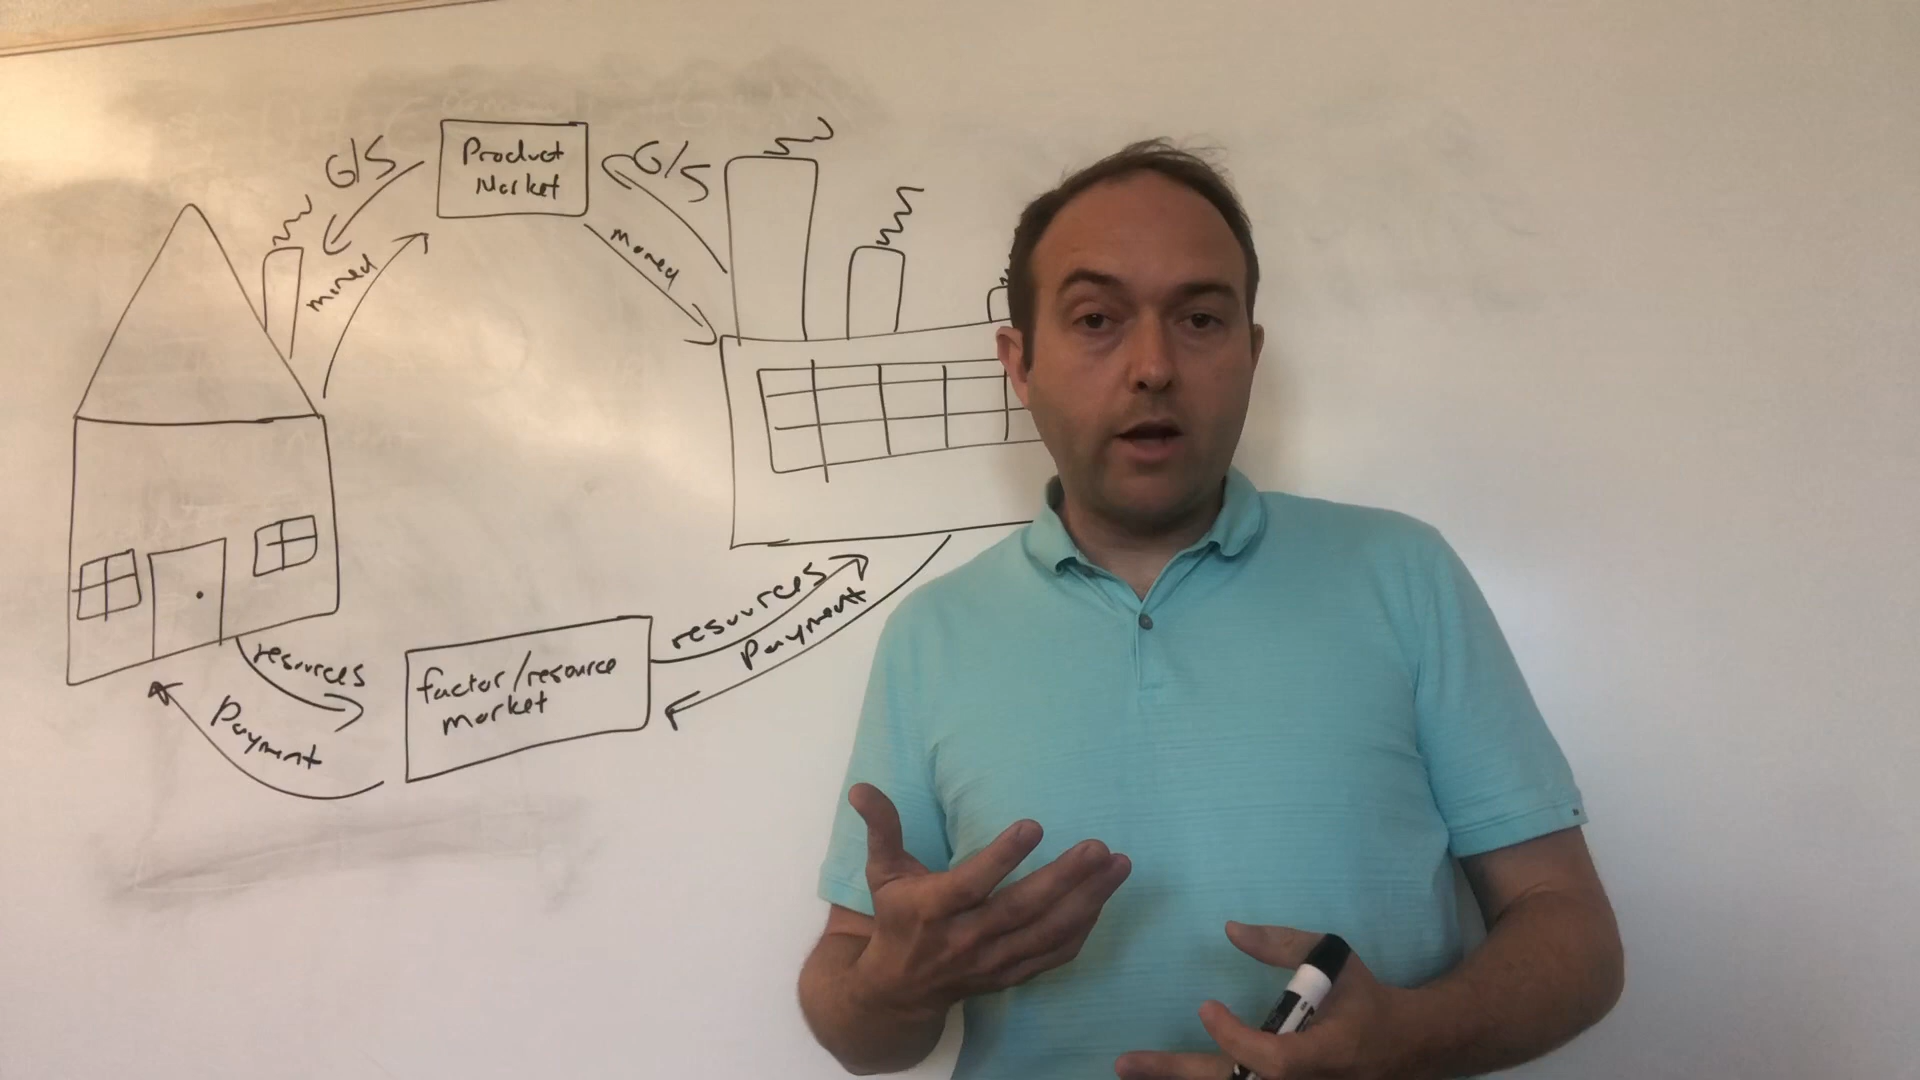 G/S
Product
Market
G/S
money
money
resources
Payment
factor/resource
market
resources
Payment